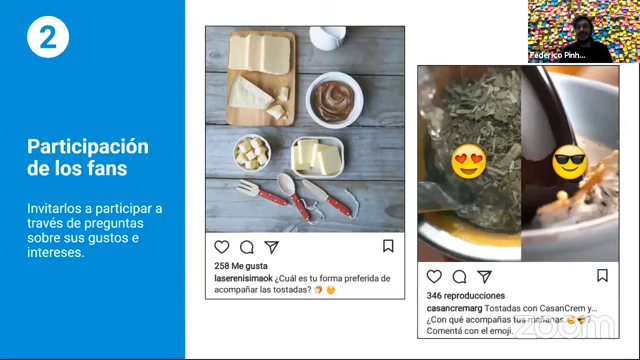 2
Participación
de los fans
Invitarlos a participar a
través de preguntas
sobre sus gustos e
intereses.
258 Me gusta
laserenisimaok ¿Cuál es tu forma preferida de
acompañar las tostadas?
Federico Pinh...
346 reproducciones
casancremarg Tostadas con CasanCrem y...
¿Con qué acompañas tus mañanas
?
Comentá con el emoji.
zoom